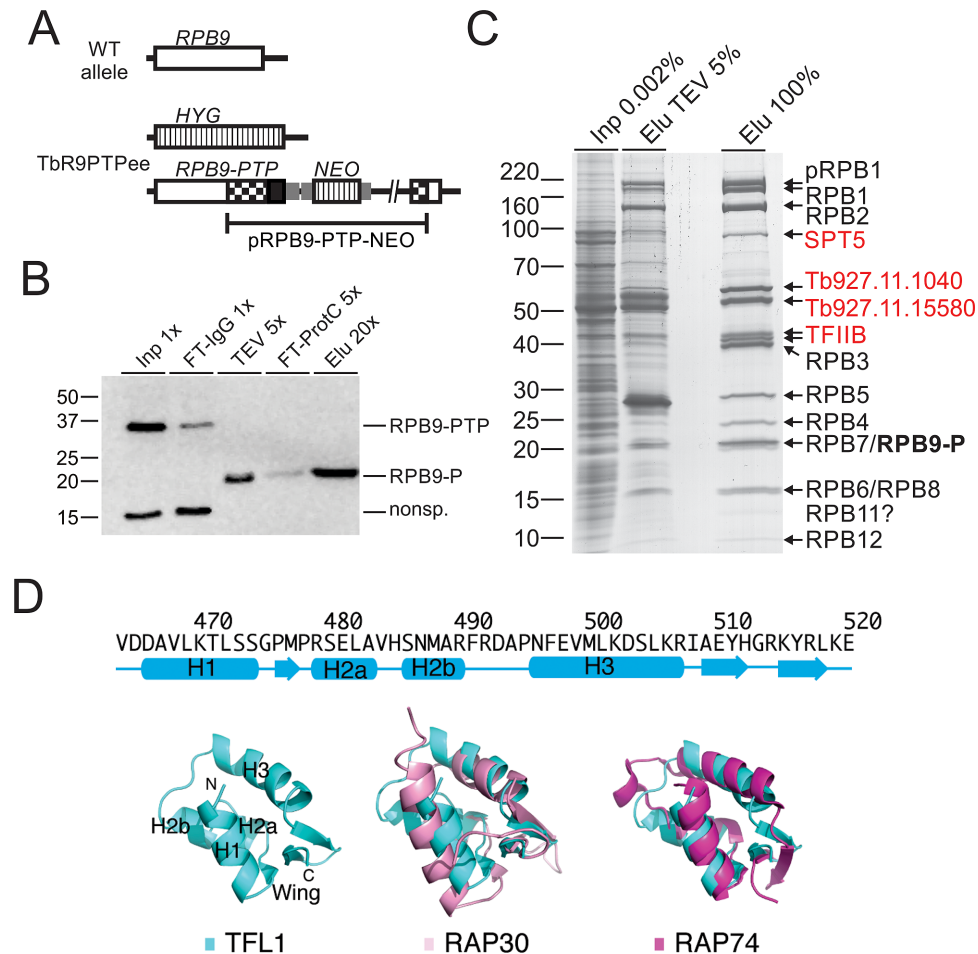 A
WT allele
RPB9
TbR9PTPee
HYG
RPB9-PTP
NEO
//
pRPB9-PTP-NEO
B
Inp 1x
FT-IgG 1x
TEV 5x
FT-ProtC 5x
Elu 20x
50
37
25
20
15
RPB9-PTP
RPB9-P
nonsp.
C
Inp 0.002%
Elu TEV 5%
Elu 100%
220
160
100
70
50
40
30
25
20
15
10
pRPB1
RPB1
RPB2
SPT5
Tb927.11.1040
Tb927.11.15580
TFIIB
RPB3
RPB5
RPB4
RPB7/RPB9-P
RPB6/RPB8
RPB11?
RPB12
D
470 480 490 500 510 520
VDDAVLKTLSSGPMPRSELAVHSNMARFRDAPNFEVMLKDSLKRIAEYHGRKYRLKE
H1 H2a H2b H3
H3
N
H2b
H2a
H1
C
Wing
TFL1
RAP30
RAP74